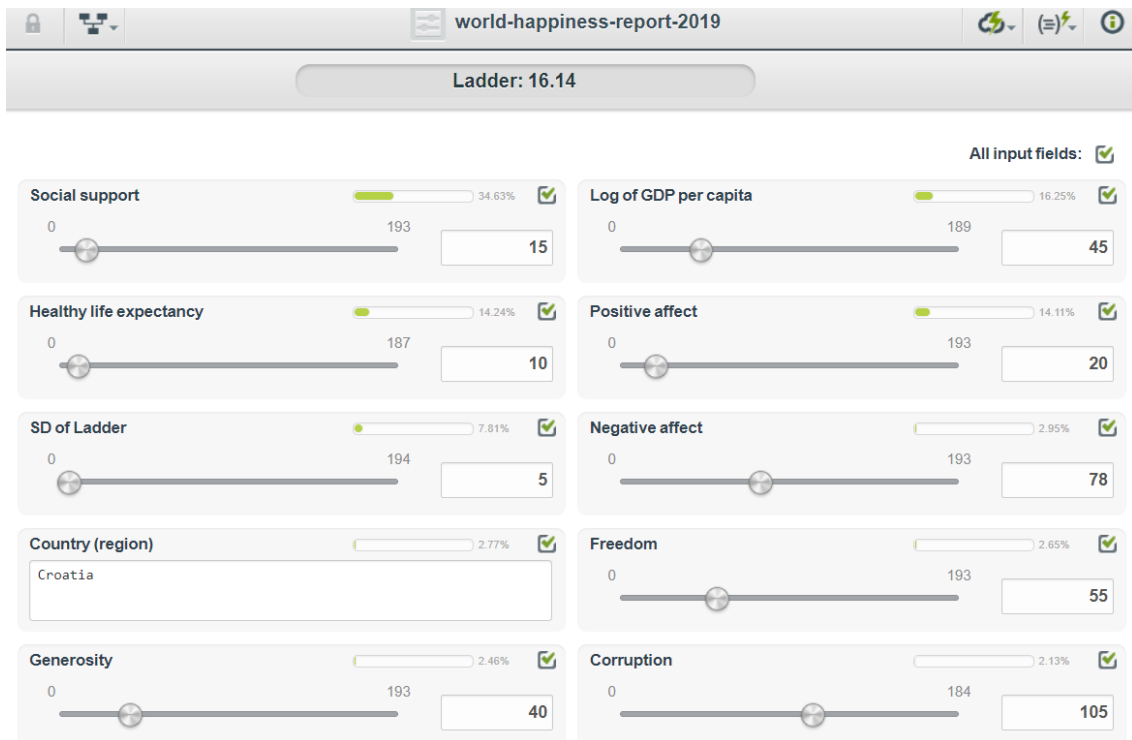 world-happiness-report-2019
Ladder: 16.14
All input fields:
Social support 34.63%
0 193
15
Log of GDP per capita 16.25%
0 189
45
Healthy life expectancy 14.24%
0 187
10
Positive affect 14.11%
0 193
20
SD of Ladder 7.81%
0 194
5
Negative affect 2.95%
0 193
78
Country (region) 2.77%
Croatia
Freedom 2.65%
0 193
55
Generosity 2.46%
0 193
40
Corruption 2.13%
0 184
105